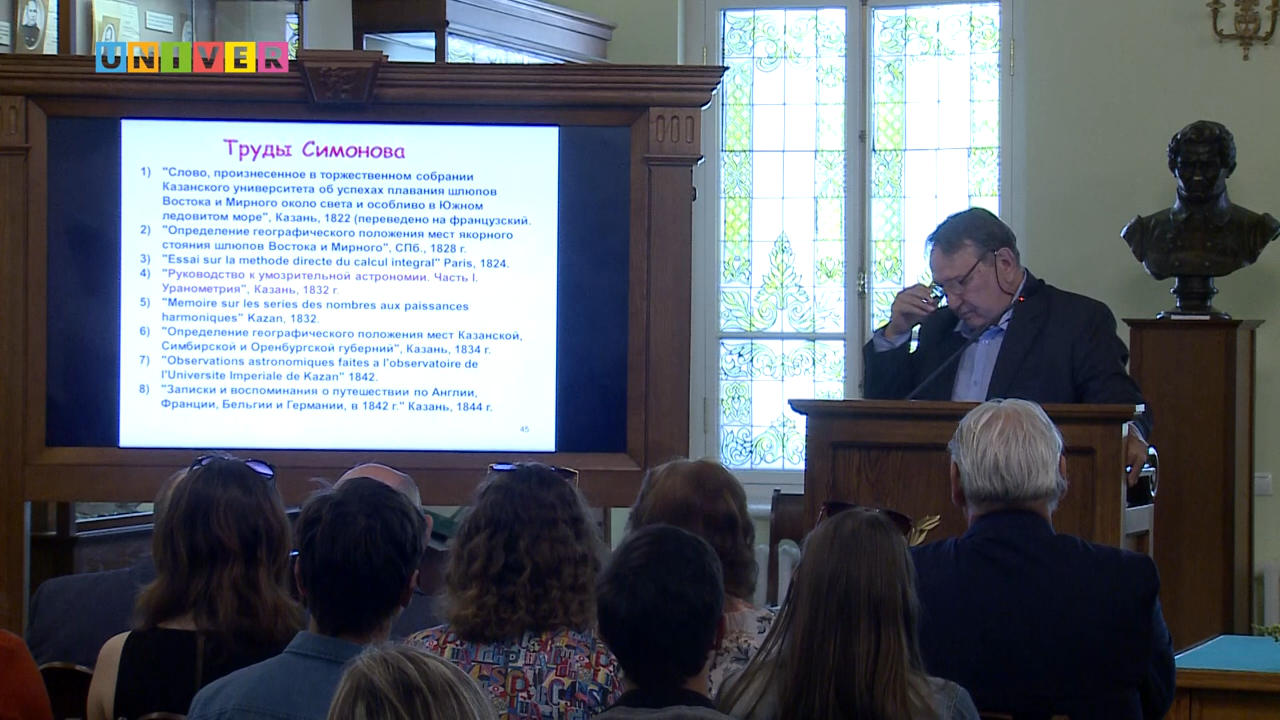 UNIVER
Труды Симонова
1) "Слово, произнесенное в торжественном собрании
Казанского университета об успехах плавания шлюпов
Востока и Мирного около света и особливо в Южном
ледовитом море", Казань, 1822 (переведено на французский.
2) "Определение географического положения мест якорного
стояния шлюпов Востока и Мирного", СПб., 1828 г.
3) "Essai sur la methode directe du calcul integral" Paris, 1824.
4) "Руководство к умозрительной астрономии. Часть I.
Уранометрия", Казань, 1832 г.
5) "Memoire sur les series des nombres aux paissances
harmoniques" Kazan, 1832.
6) "Определение географического положения мест Казанской,
Симбирской и Оренбургской губерний", Казань, 1834 г.
7) "Observations astronomiques faites a l'observatoire de
l'Universite Imperiale de Kazan" 1842.
8) "Записки и воспоминания о путешествии по Англии,
Франции, Бельгии и Германии, в 1842 г." Казань, 1844 г.
45